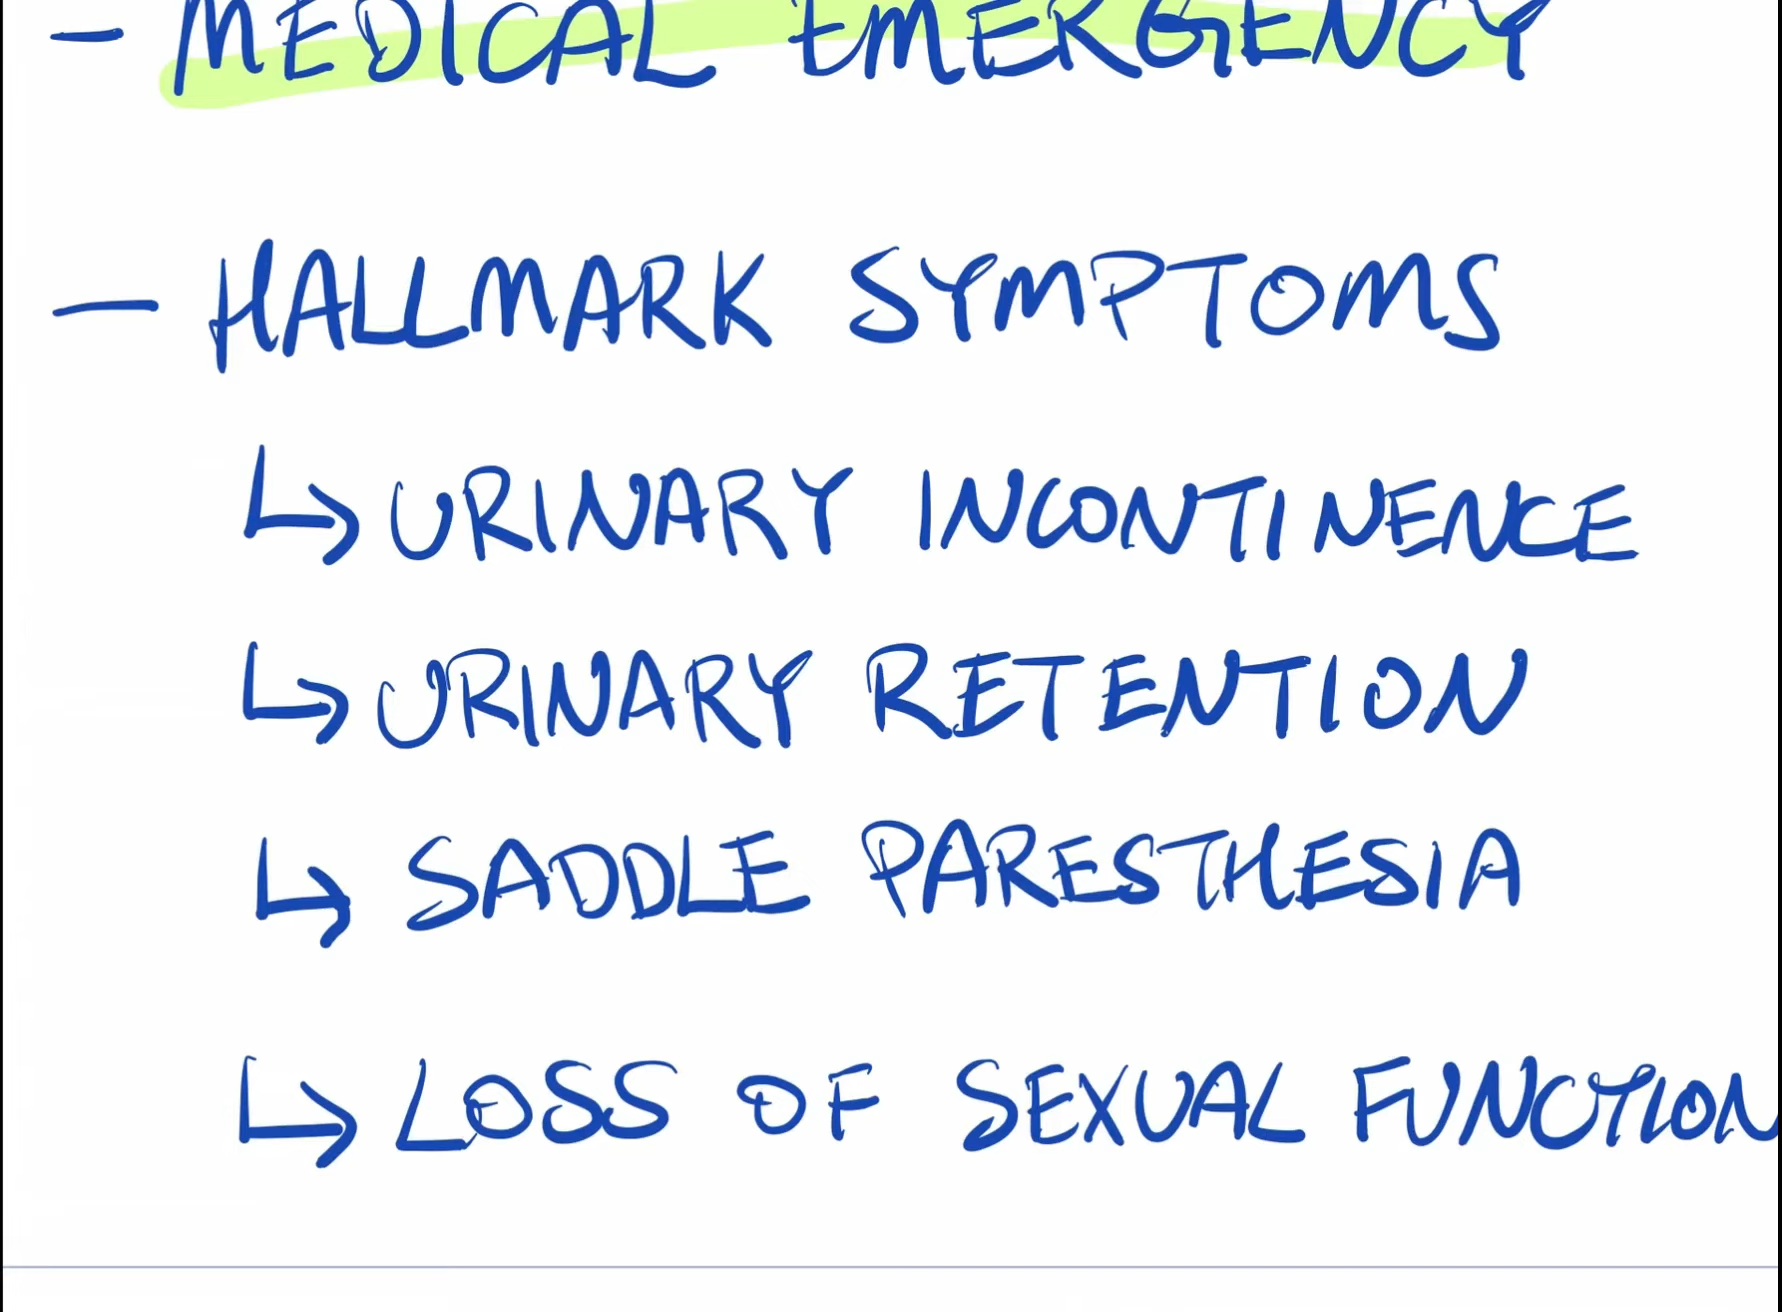 - MEDICAL EMERGENCY
- HALLMARK SYMPTOMS
↳ URINARY INCONTINENCE
↳ URINARY RETENTION
↳ SADDLE PARESTHESIA
↳ LOSS OF SEXUAL FUNCTION